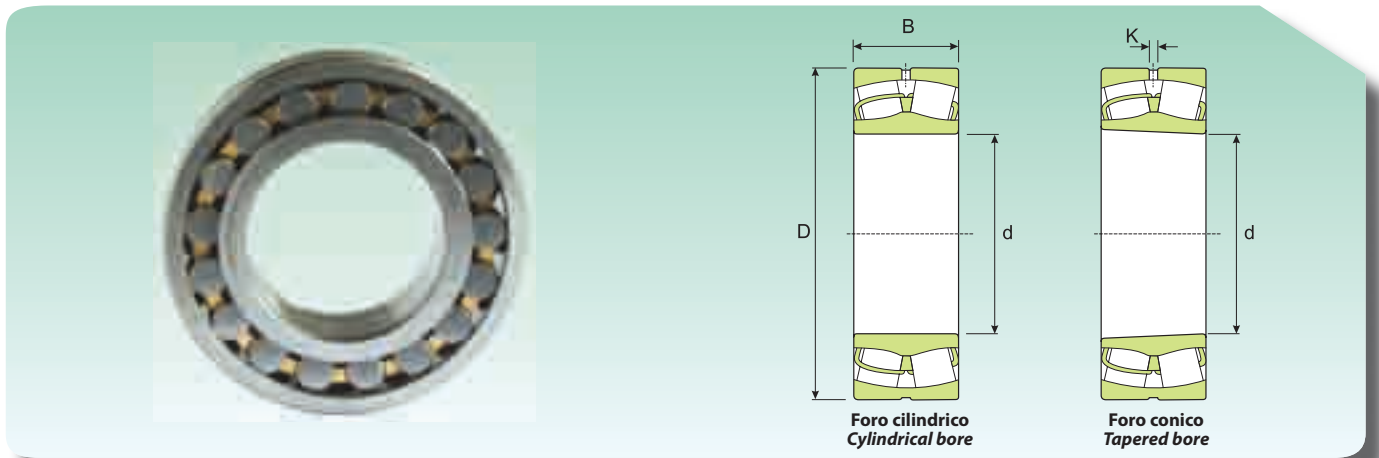 B
K
D
d
d
Foro cilindrico
Cylindrical bore
Foro conico
Tapered bore